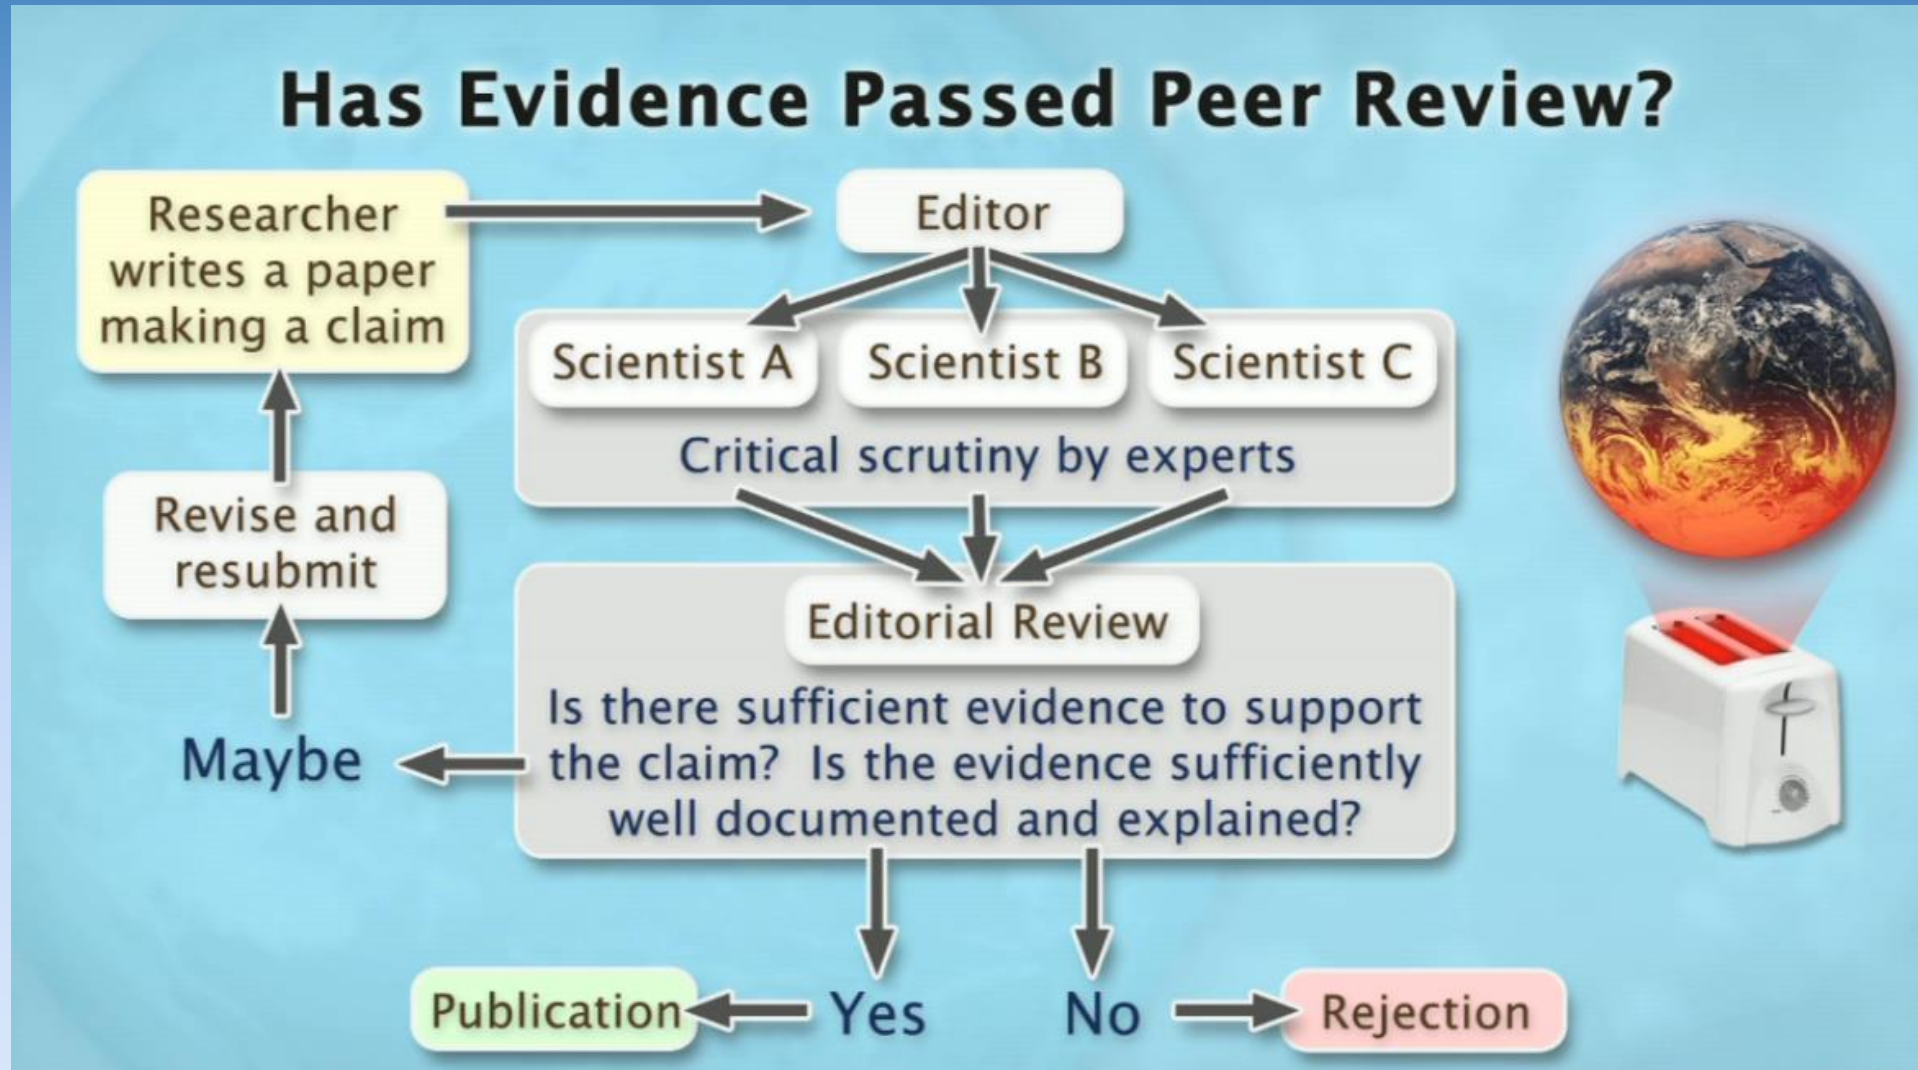 Has Evidence Passed Peer Review?
Researcher
writes a paper
making a claim
Editor
Scientist A
Scientist B
Scientist C
Critical scrutiny by experts
Revise and
resubmit
Editorial Review
Is there sufficient evidence to support
the claim? Is the evidence sufficiently
well documented and explained?
Maybe
Publication
Yes
No
Rejection